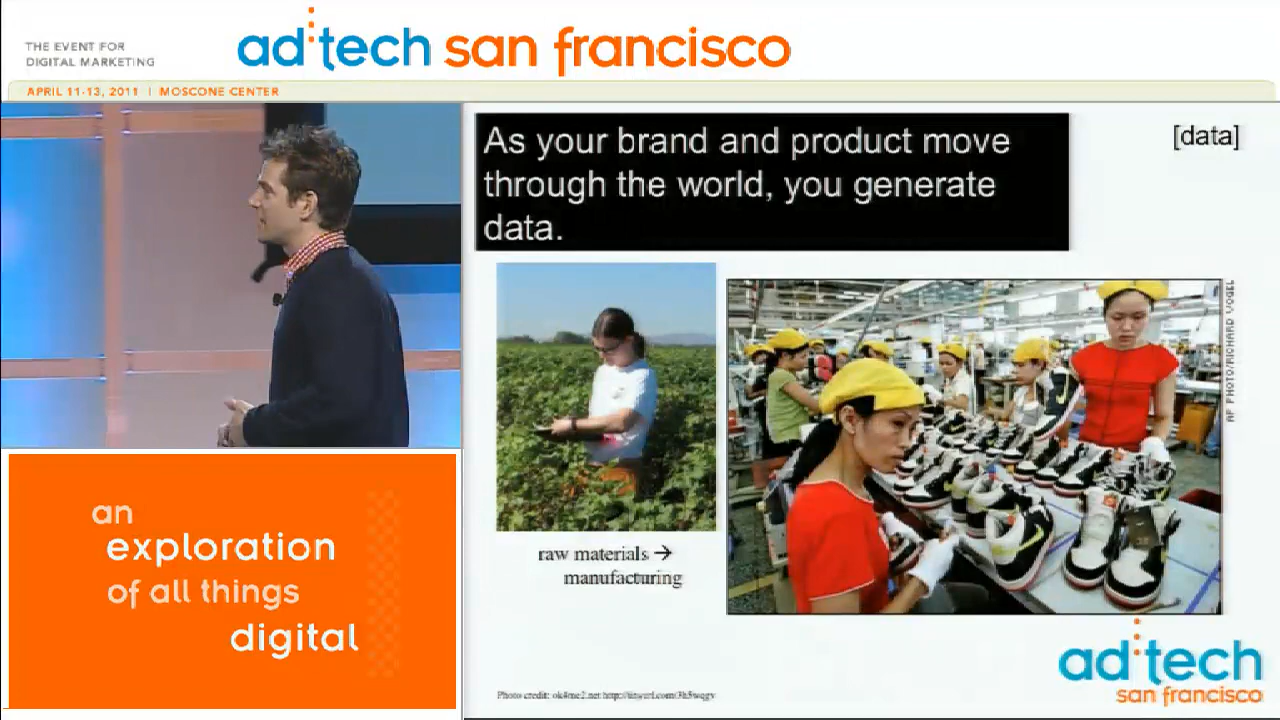 THE EVENT FOR
DIGITAL MARKETING
ad:tech san francisco
APRIL 11-13, 2011 | MOSCONE CENTER
As your brand and product move
through the world, you generate
data.
[data]
AP PHOTO/RICHARD VOGEL
raw materials →
manufacturing
an
exploration
of all things
digital
ad:tech
san francisco
Photo credit: